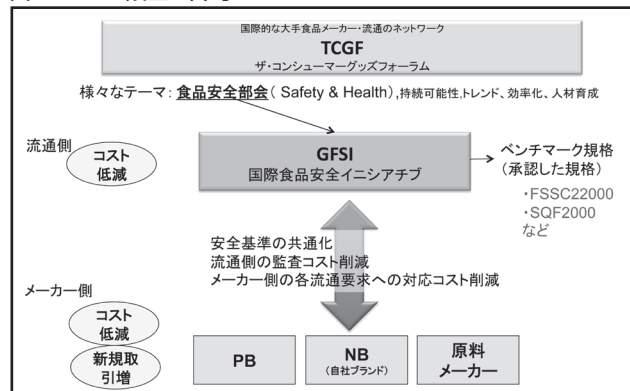 国際的な大手食品メーカー・流通のネットワーク
TCGF
ザ・コンシューマーグッズフォーラム
様々なテーマ：食品安全部会( Safety & Health) ,持続可能性,トレンド、効率化、人材育成
流通側
コスト
低減
GFSI
国際食品安全イニシアチブ
ベンチマーク規格
(承認した規格)
・FSSC22000
・SQF2000
など
安全基準の共通化
流通側の監査コスト削減
メーカー側の各流通要求への対応コスト削減
メーカー側
コスト
低減
新規取
引増
PB
NB
(自社ブランド)
原料
メーカー